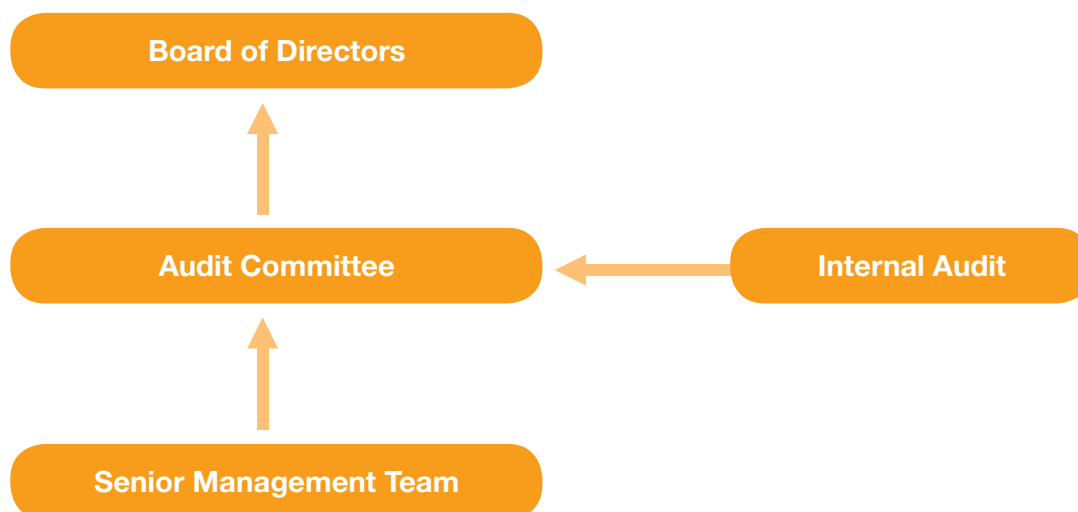 Board of Directors
Audit Committee
Internal Audit
Senior Management Team